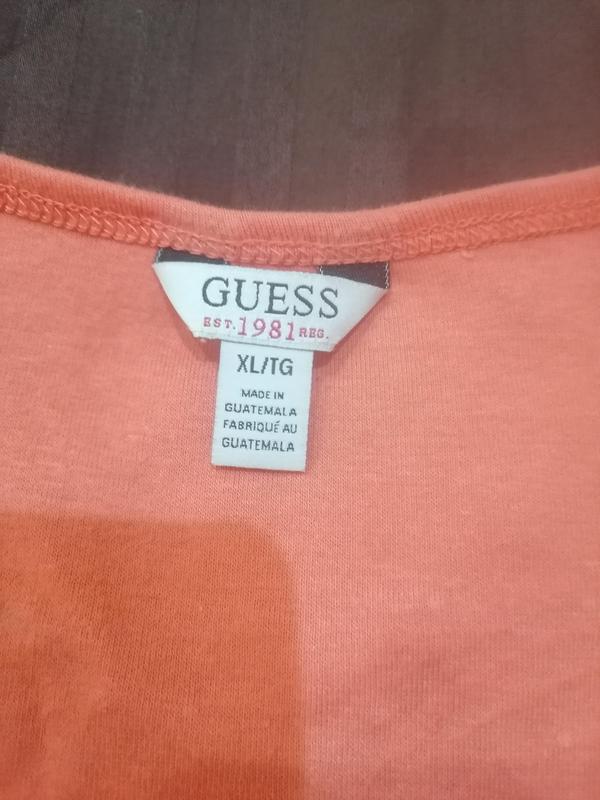 GUESS
EST. 1981 REG.
XL/TG
MADE IN
GUATEMALA
FABRIQUÉ AU
GUATEMALA